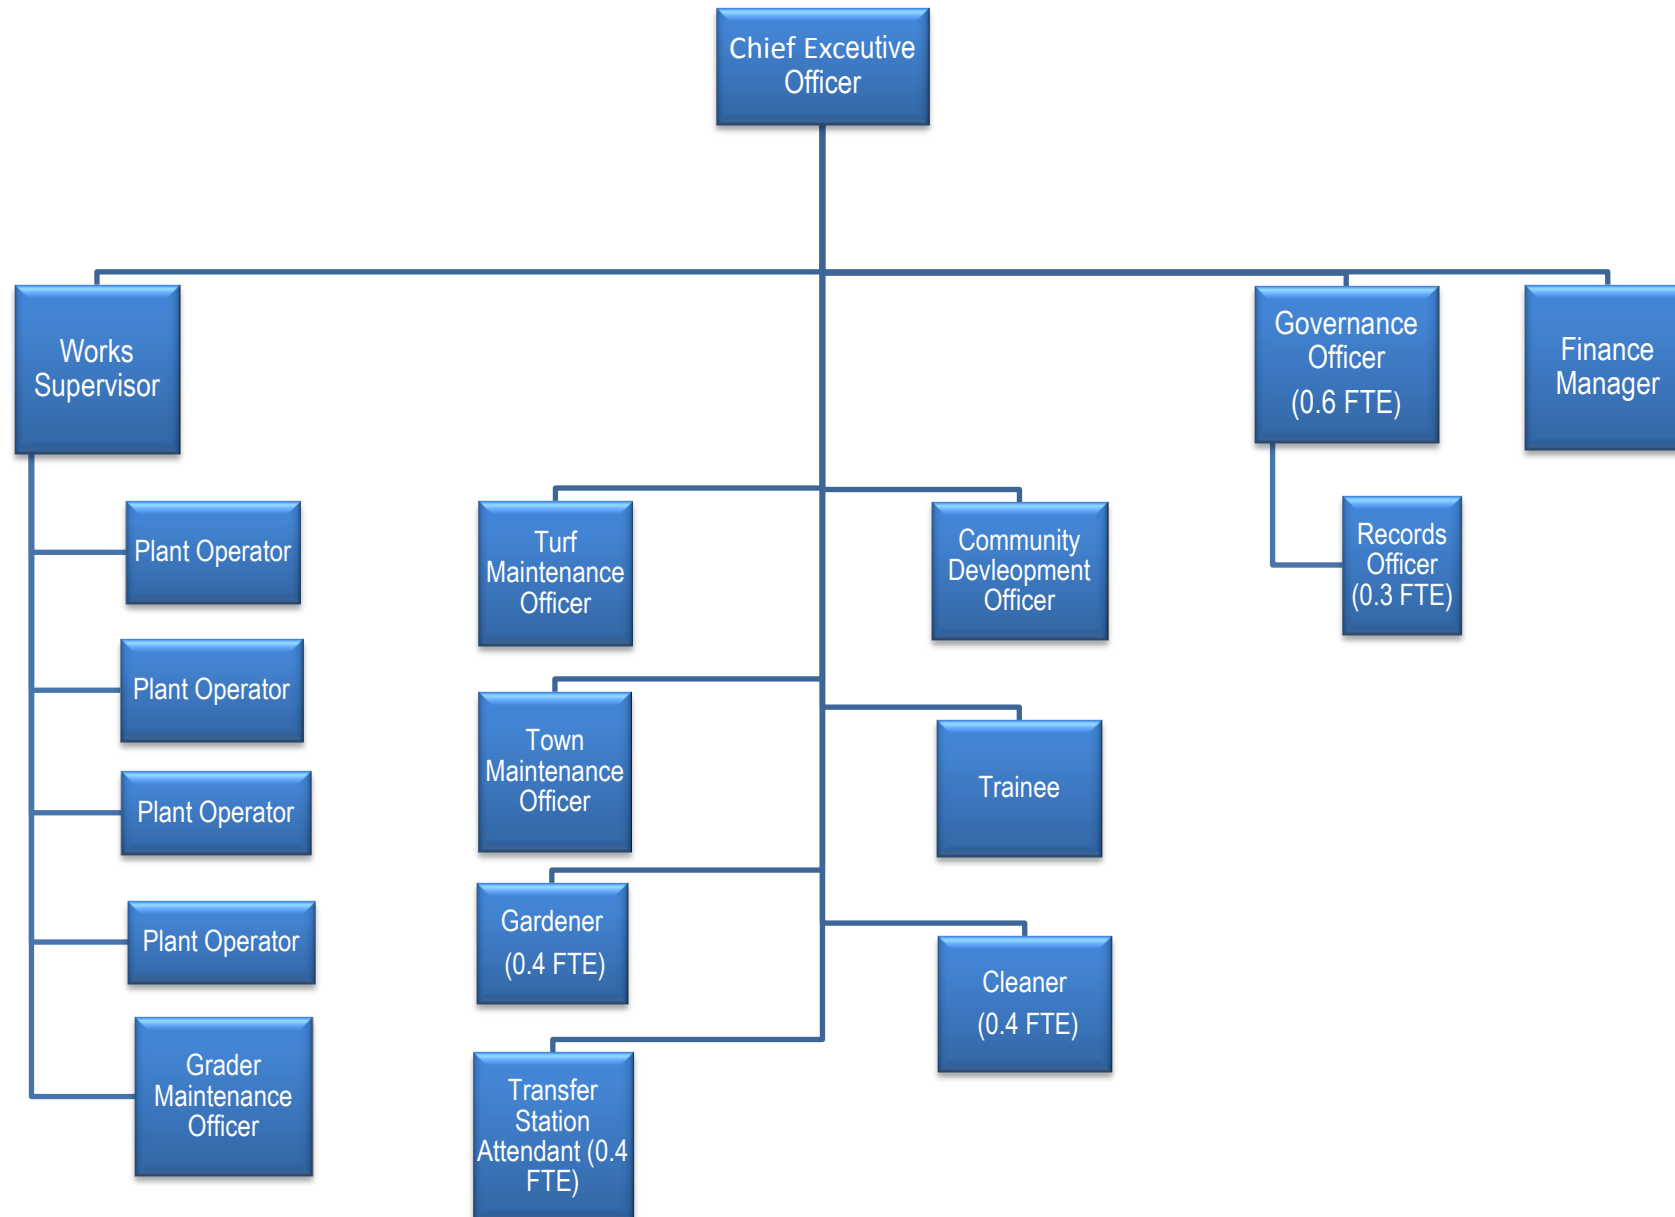 Chief Exceutive
Officer
Works
Supervisor
Governance
Officer
(0.6 FTE)
Finance
Manager
Plant Operator
Plant Operator
Plant Operator
Plant Operator
Grader
Maintenance
Officer
Turf
Maintenance
Officer
Community
Devleopment
Officer
Records
Officer
(0.3 FTE)
Town
Maintenance
Officer
Trainee
Gardener
(0.4 FTE)
Cleaner
(0.4 FTE)
Transfer
Station
Attendant (0.4
FTE)